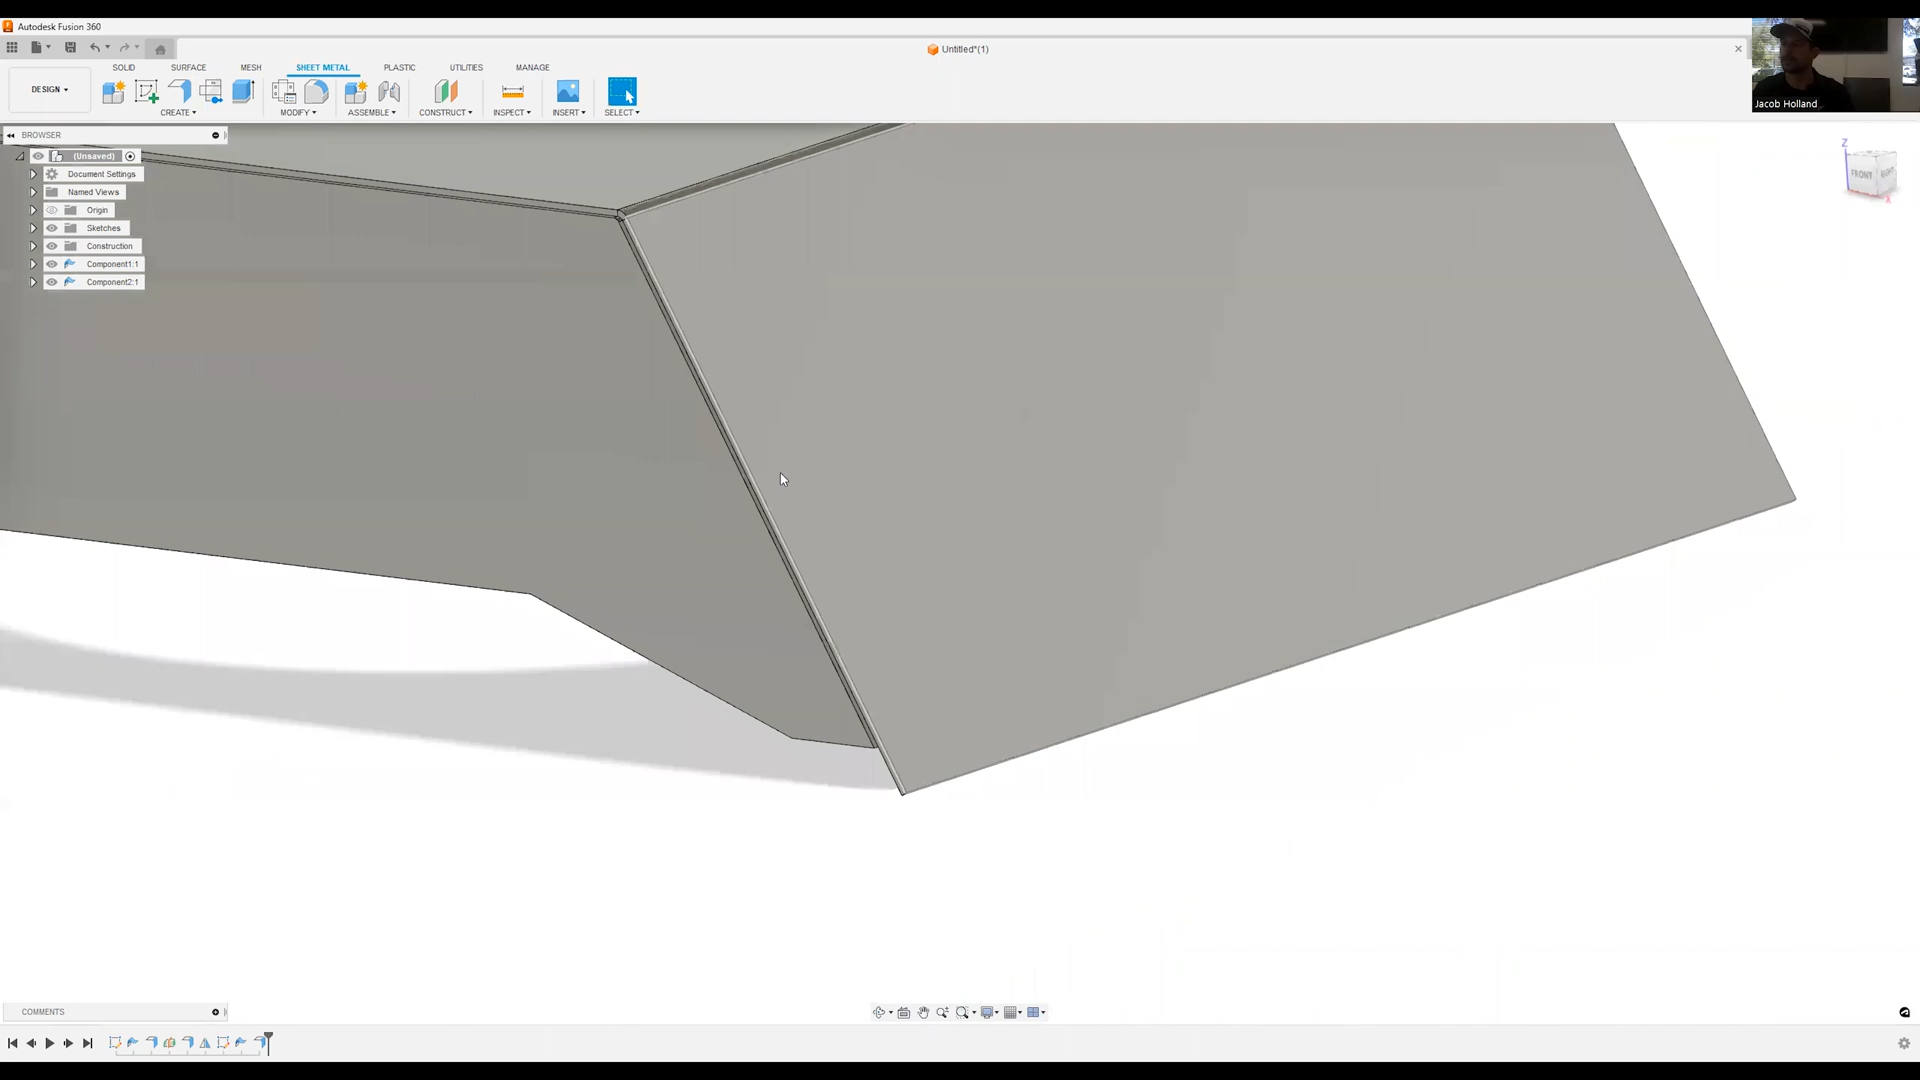 Autodesk Fusion 360
Untitled*(1)
Jacob Holland
SOLID SURFACE MESH SHEET METAL PLASTIC UTILITIES MANAGE
DESIGN
CREATE MODIFY ASSEMBLE CONSTRUCT INSPECT INSERT SELECT
BROWSER
(Unsaved)
Document Settings
Named Views
Origin
Sketches
Construction
Component1:1
Component2:1
Z
FRONT RIGHT
X
COMMENTS